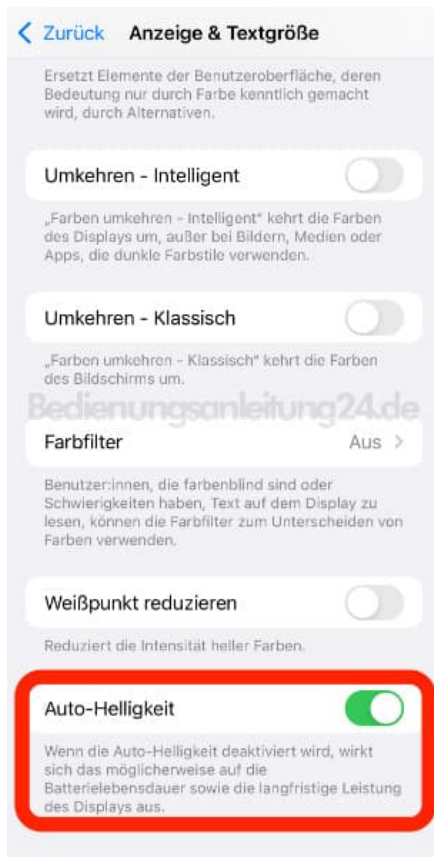 Zurück Anzeige & Textgröße
Ersetzt Elemente der Benutzeroberfläche, deren
Bedeutung nur durch Farbe kenntlich gemacht
wird, durch Alternativen.
Umkehren - Intelligent
„Farben umkehren – Intelligent“ kehrt die Farben
des Displays um, außer bei Bildern, Medien oder
Apps, die dunkle Farbstile verwenden.
Umkehren - Klassisch
„Farben umkehren – Klassisch“ kehrt die Farben
des Bildschirms um.
Bedienungsanleitung24.de
Farbfilter Aus
Benutzer:innen, die farbenblind sind oder
Schwierigkeiten haben, Text auf dem Display zu
lesen, können die Farbfilter zum Unterscheiden von
Farben verwenden.
Weißpunkt reduzieren
Reduziert die Intensität heller Farben.
Auto-Helligkeit
Wenn die Auto-Helligkeit deaktiviert wird, wirkt
sich das möglicherweise auf die
Batterielebensdauer sowie die langfristige Leistung
des Displays aus.